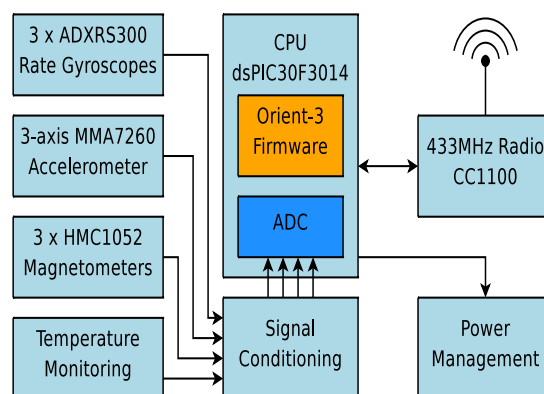 3 x ADXRS300
Rate Gyroscopes
3-axis MMA7260
Accelerometer
3 x HMC1052
Magnetometers
Temperature
Monitoring
CPU
dsPIC30F3014
Orient-3
Firmware
ADC
Signal
Conditioning
433MHz Radio
CC1100
Power
Management